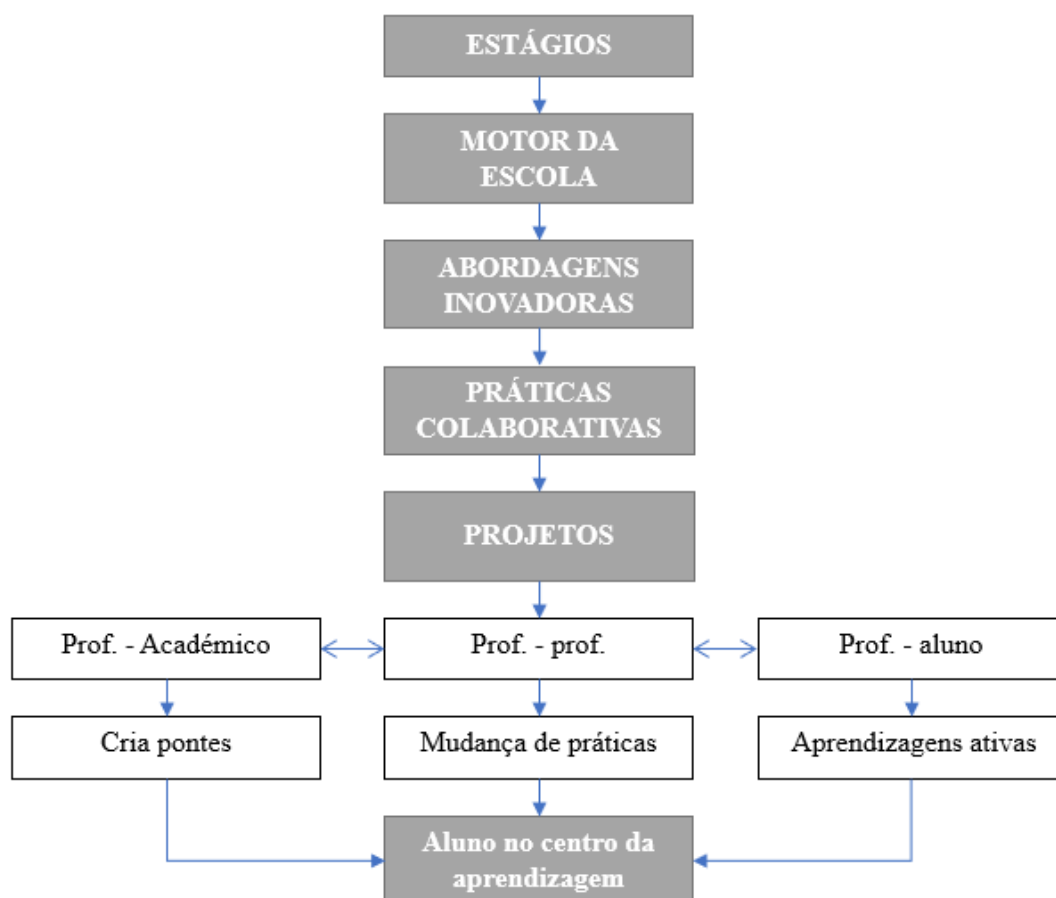 ESTÁGIOS
MOTOR DA
ESCOLA
ABORDAGENS
INOVADORAS
PRÁTICAS
COLABORATIVAS
PROJETOS
Prof. - Académico
Prof. - prof.
Prof. - aluno
Cria pontes
Mudança de práticas
Aprendizagens ativas
Aluno no centro da
aprendizagem